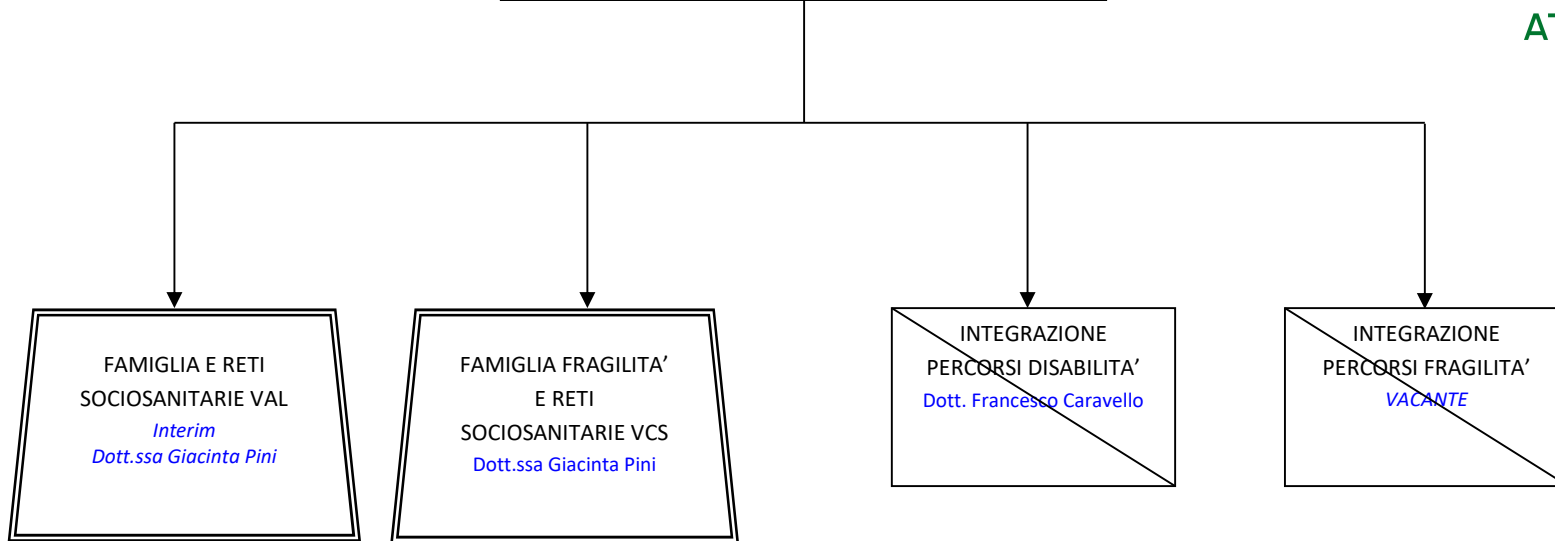 FAMIGLIA E RETI
SOCIOSANITARIE VAL
Interim
Dott.ssa Giacinta Pini
FAMIGLIA FRAGILITA’
E RETI
SOCIOSANITARIE VCS
Dott.ssa Giacinta Pini
INTEGRAZIONE
PERCORSI DISABILITA’
Dott. Francesco Caravello
INTEGRAZIONE
PERCORSI FRAGILITA’
VACANTE